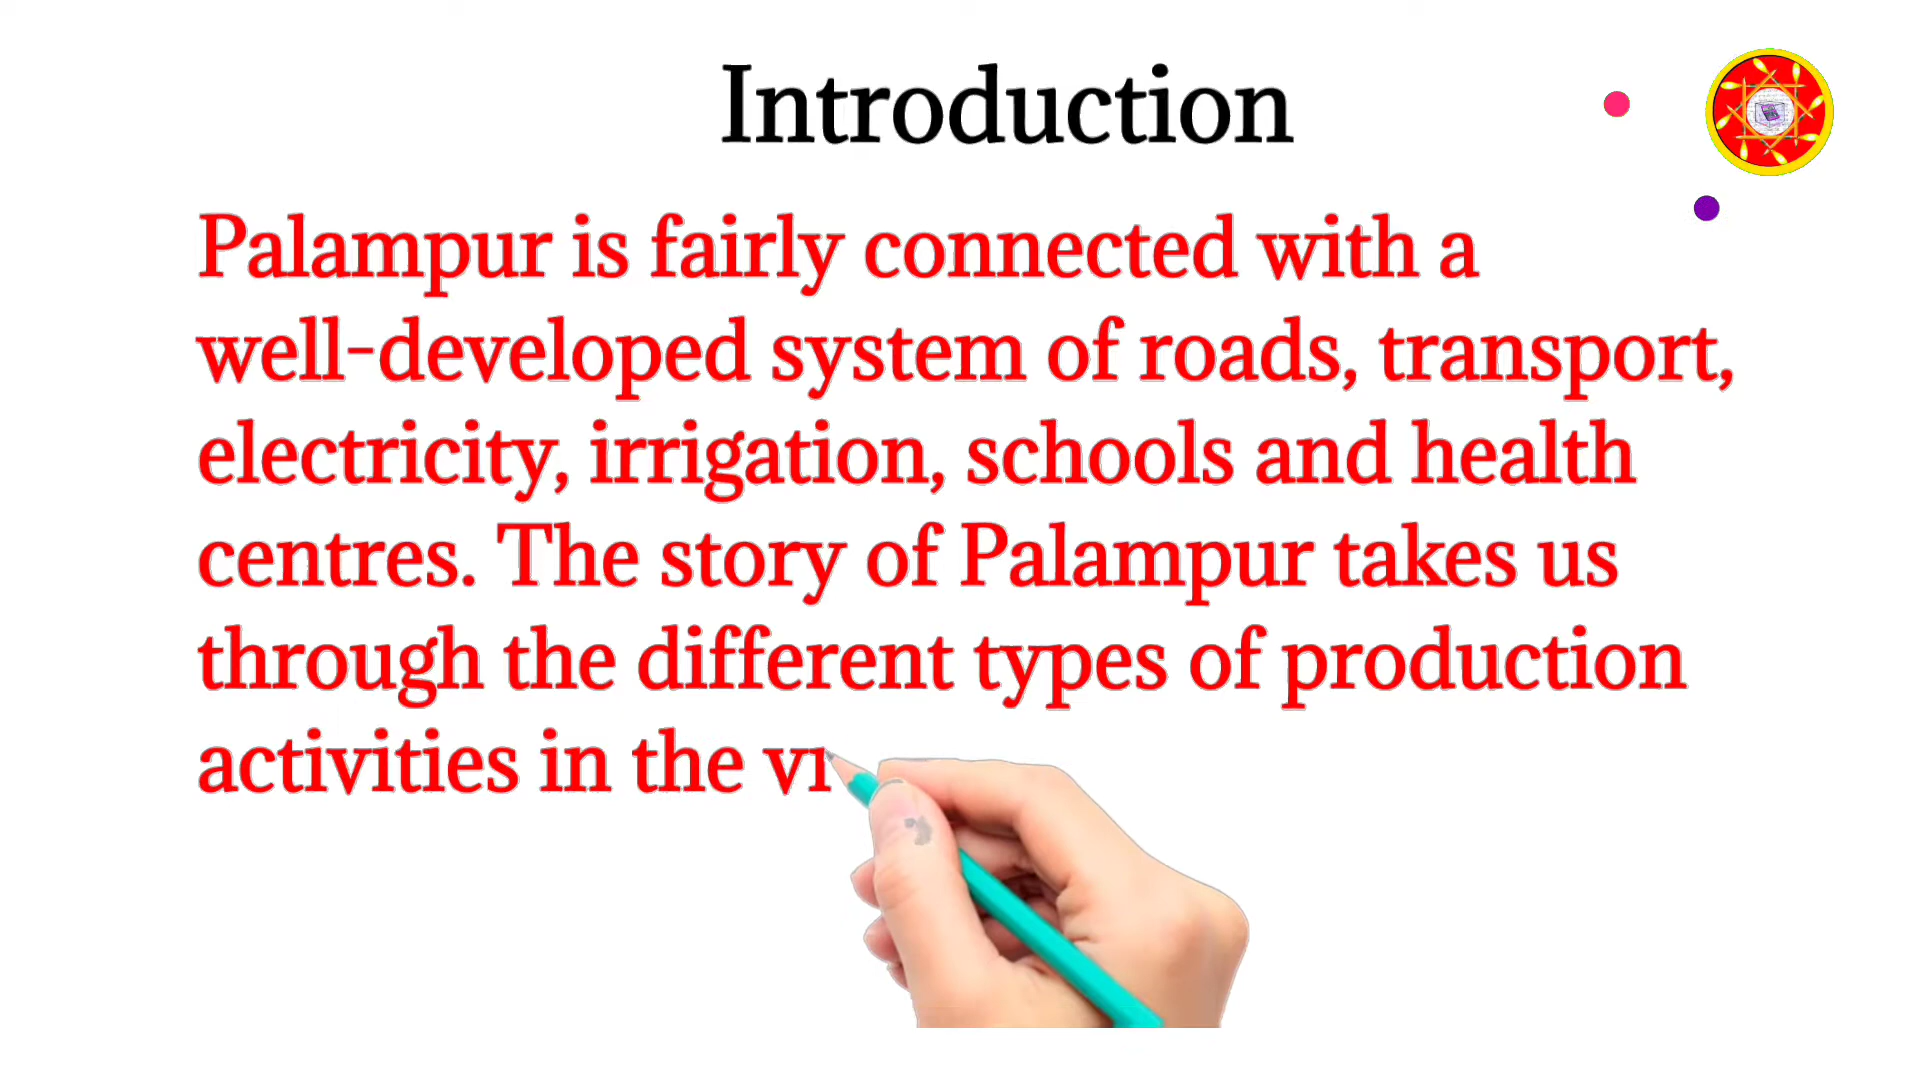 Introduction
Palampur is fairly connected with a
well-developed system of roads, transport,
electricity, irrigation, schools and health
centres. The story of Palampur takes us
through the different types of production
activities in the